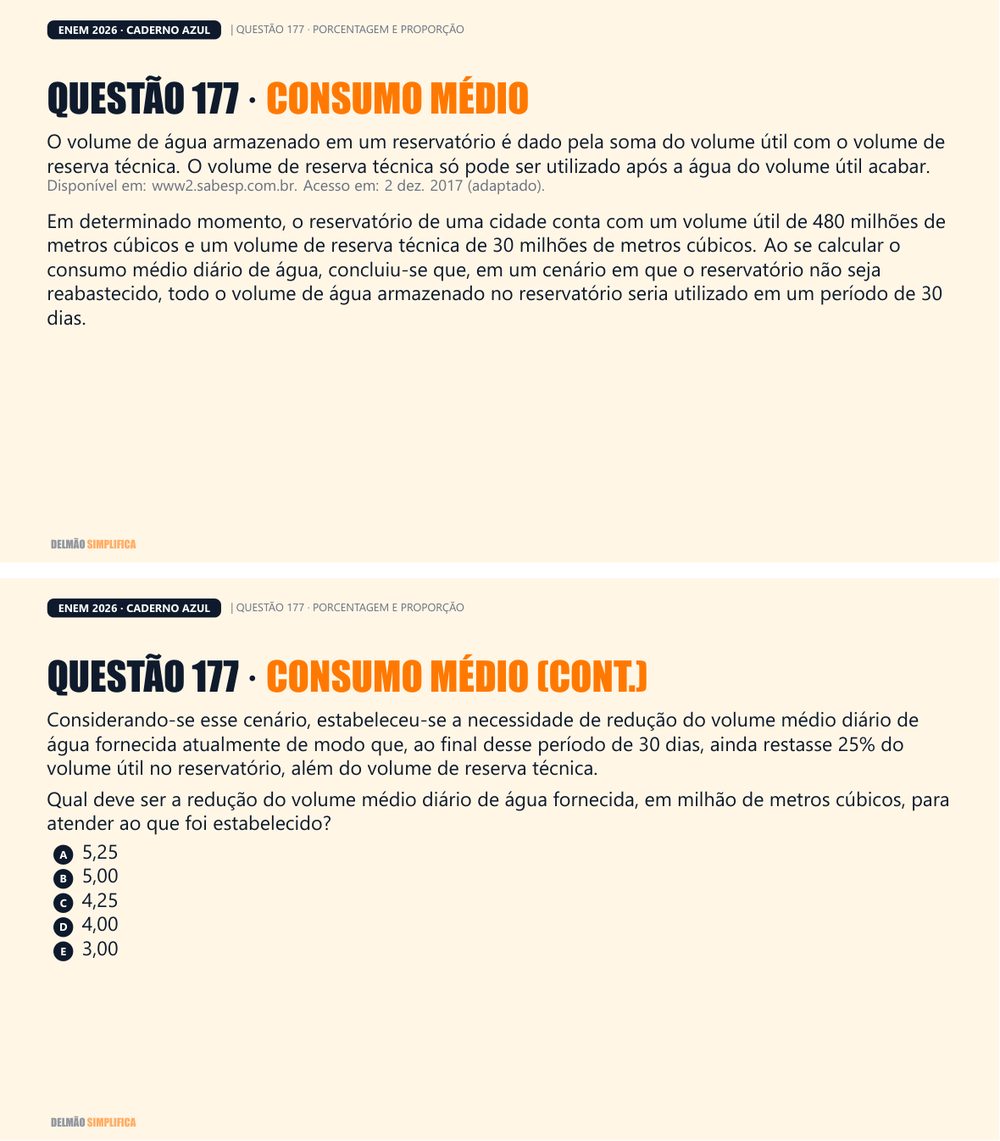 ENEM 2026 · CADERNO AZUL | QUESTÃO 177 · PORCENTAGEM E PROPORÇÃO
QUESTÃO 177 · CONSUMO MÉDIO
O volume de água armazenado em um reservatório é dado pela soma do volume útil com o volume de
reserva técnica. O volume de reserva técnica só pode ser utilizado após a água do volume útil acabar.
Disponível em: www2.sabesp.com.br. Acesso em: 2 dez. 2017 (adaptado).
Em determinado momento, o reservatório de uma cidade conta com um volume útil de 480 milhões de
metros cúbicos e um volume de reserva técnica de 30 milhões de metros cúbicos. Ao se calcular o
consumo médio diário de água, concluiu-se que, em um cenário em que o reservatório não seja
reabastecido, todo o volume de água armazenado no reservatório seria utilizado em um período de 30
dias.
DELMÃO SIMPLIFICA
ENEM 2026 · CADERNO AZUL | QUESTÃO 177 · PORCENTAGEM E PROPORÇÃO
QUESTÃO 177 · CONSUMO MÉDIO (CONT.)
Considerando-se esse cenário, estabeleceu-se a necessidade de redução do volume médio diário de
água fornecida atualmente de modo que, ao final desse período de 30 dias, ainda restasse 25% do
volume útil no reservatório, além do volume de reserva técnica.
Qual deve ser a redução do volume médio diário de água fornecida, em milhão de metros cúbicos, para
atender ao que foi estabelecido?
A 5,25
B 5,00
C 4,25
D 4,00
E 3,00
DELMÃO SIMPLIFICA